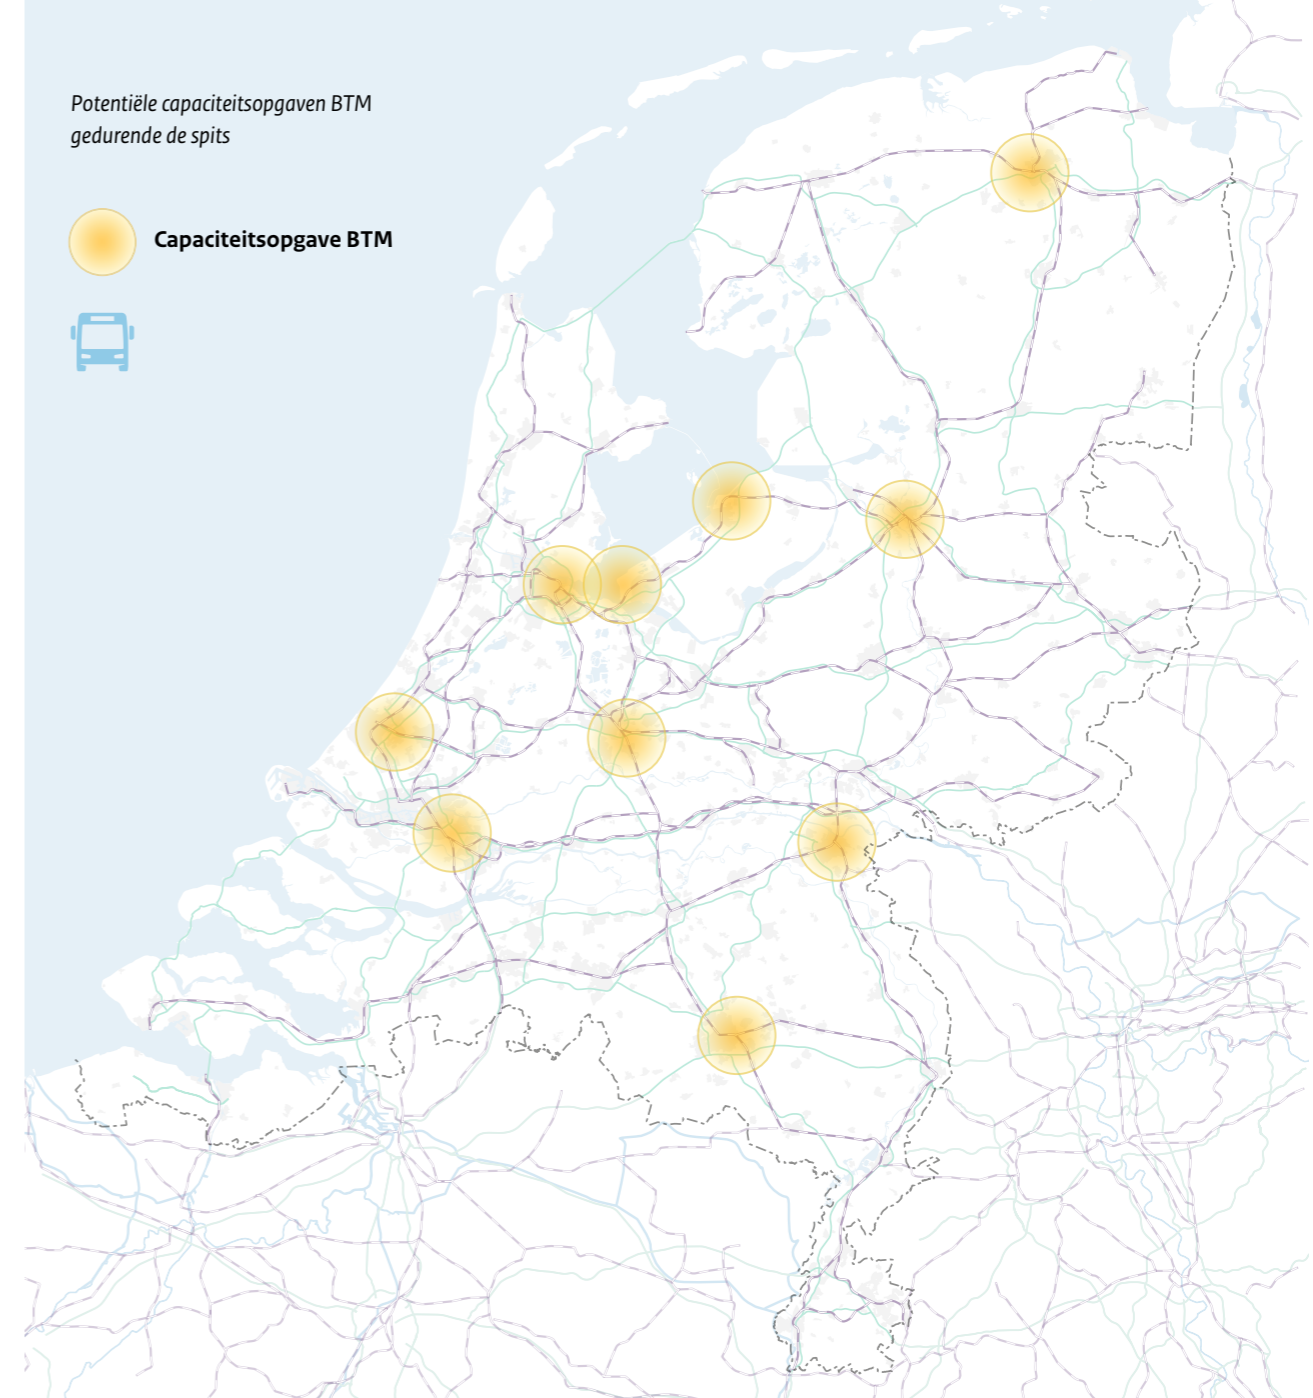 Potentiële capaciteitsopgaven BTM
gedurende de spits
Capaciteitsopgave BTM